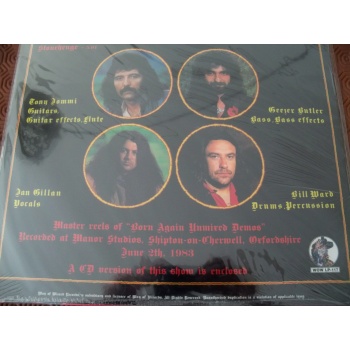 Stonehenge
Tony Iommi
Guitars
Guitar effects, Flute
Geezer Butler
Bass, Bass effects
Ian Gillan
Vocals
Bill Ward
Drums, Percussion
Master reels of "Born Again Unmixed Demos"
Recorded at Manor Studios, Shipton-on-Cherwell, Oxfordshire
June 2th, 1983
A CD version of this show is enclosed